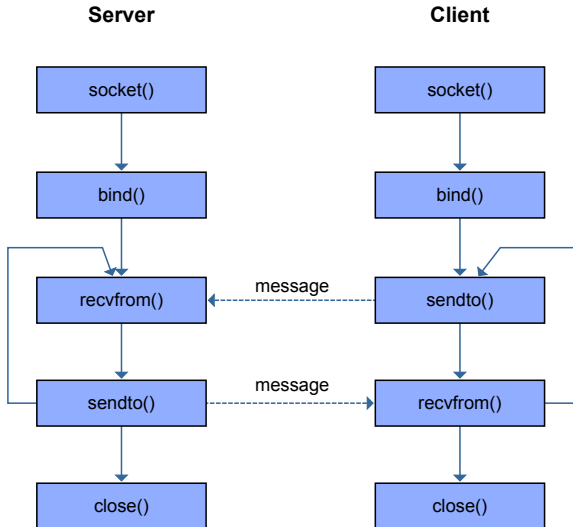 Server Client
socket() socket()
bind() bind()
message
recvfrom() sendto()
message
sendto() recvfrom()
close() close()